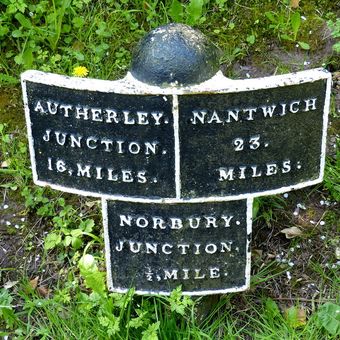 AUTHERLEY.
JUNCTION.
16, MILES.
NANTWICH
23.
MILES.
NORBURY.
JUNCTION.
½ MILE.